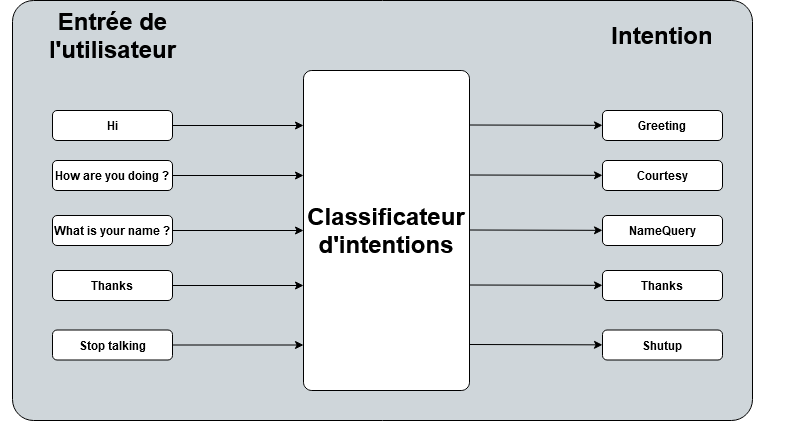 Entrée de
l'utilisateur
Intention
Hi
Greeting
How are you doing ?
Courtesy
Classificateur
d'intentions
What is your name ?
NameQuery
Thanks
Thanks
Stop talking
Shutup